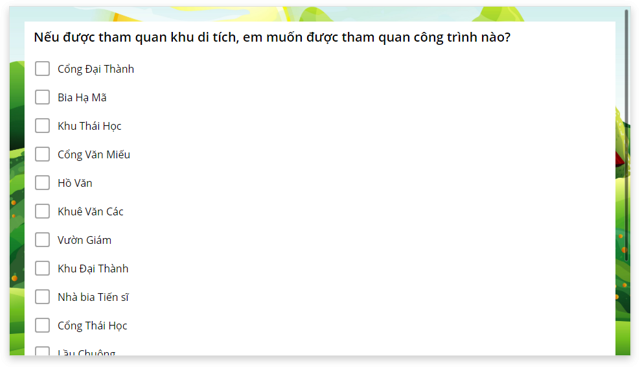 Nếu được tham quan khu di tích, em muốn được tham quan công trình nào?
Cổng Đại Thành
Bia Hạ Mã
Khu Thái Học
Cổng Văn Miếu
Hồ Văn
Khuê Văn Các
Vườn Giám
Khu Đại Thành
Nhà bia Tiến sĩ
Cổng Thái Học
Lầu Chuông